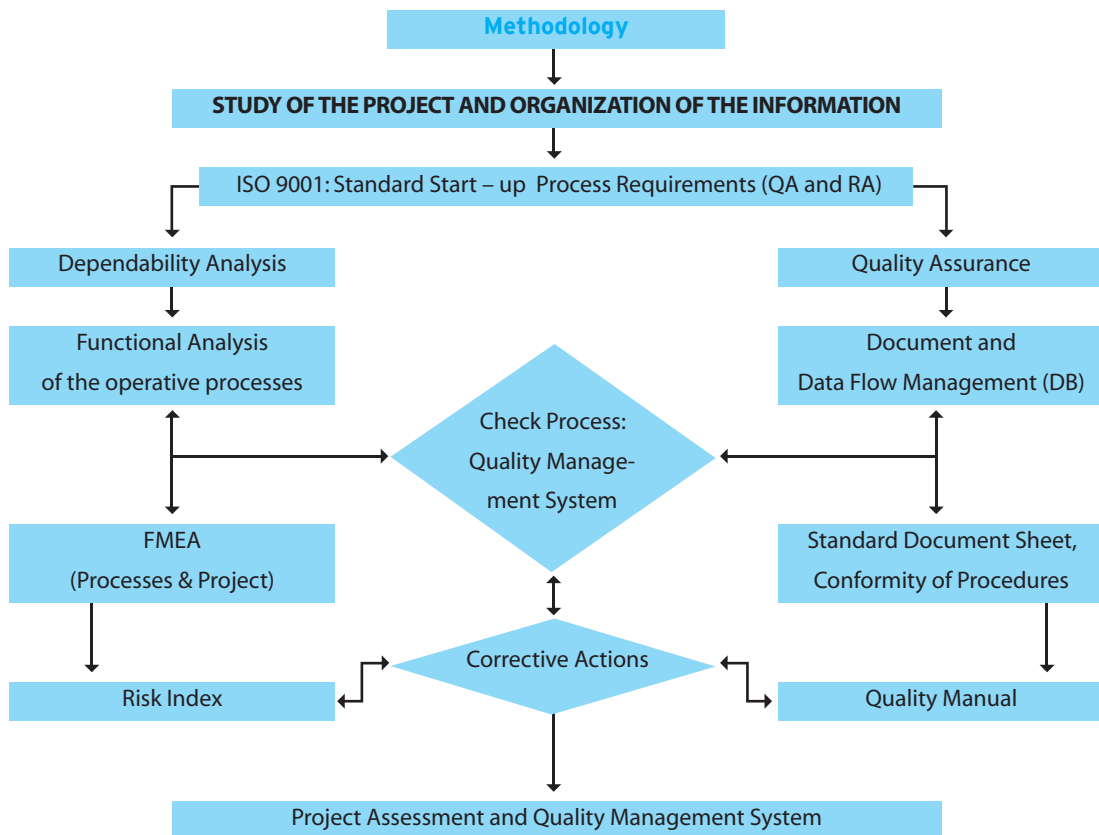 Methodology
STUDY OF THE PROJECT AND ORGANIZATION OF THE INFORMATION
ISO 9001: Standard Start – up Process Requirements (QA and RA)
Dependability Analysis
Quality Assurance
Functional Analysis
of the operative processes
Document and
Data Flow Management (DB)
Check Process:
Quality Manage-
ment System
FMEA
(Processes & Project)
Standard Document Sheet,
Conformity of Procedures
Corrective Actions
Risk Index
Quality Manual
Project Assessment and Quality Management System